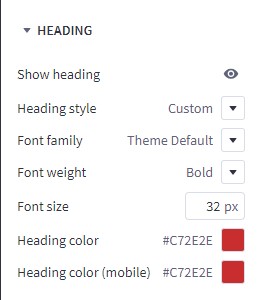 HEADING
Show heading
Heading style Custom
Font family Theme Default
Font weight Bold
Font size 32 px
Heading color #C72E2E
Heading color (mobile) #C72E2E